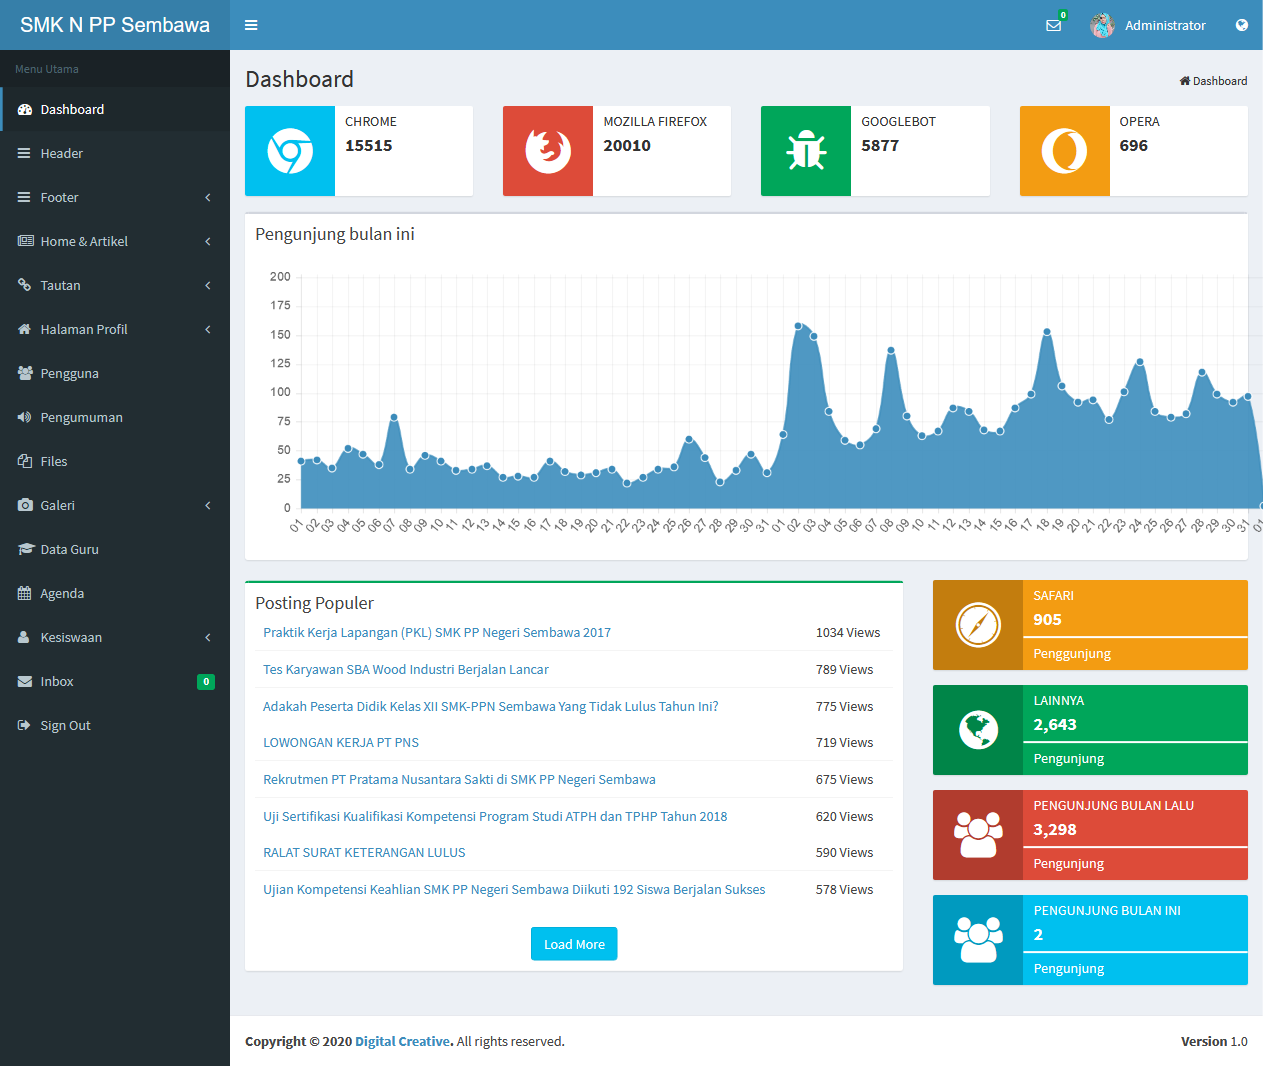 SMK N PP Sembawa
0
Administrator
Menu Utama
Dashboard
Header
Footer
Home & Artikel
Tautan
Halaman Profil
Pengguna
Pengumuman
Files
Galeri
Data Guru
Agenda
Kesiswaan
Inbox 0
Sign Out
Dashboard
Dashboard
CHROME
15515
MOZILLA FIREFOX
20010
GOOGLEBOT
5877
OPERA
696
Pengunjung bulan ini
200
175
150
125
100
75
50
25
0
01 02 03 04 05 06 07 08 09 10 11 12 13 14 15 16 17 18 19 20 21 22 23 24 25 26 27 28 29 30 31 01 02 03 04 05 06 07 08 09 10 11 12 13 14 15 16 17 18 19 20 21 22 23 24 25 26 27 28 29 30 31 01
Posting Populer
Praktik Kerja Lapangan (PKL) SMK PP Negeri Sembawa 2017 1034 Views
Tes Karyawan SBA Wood Industri Berjalan Lancar 789 Views
Adakah Peserta Didik Kelas XII SMK-PPN Sembawa Yang Tidak Lulus Tahun Ini? 775 Views
LOWONGAN KERJA PT PNS 719 Views
Rekrutmen PT Pratama Nusantara Sakti di SMK PP Negeri Sembawa 675 Views
Uji Sertifikasi Kualifikasi Kompetensi Program Studi ATPH dan TPHP Tahun 2018 620 Views
RALAT SURAT KETERANGAN LULUS 590 Views
Ujian Kompetensi Keahlian SMK PP Negeri Sembawa Diikuti 192 Siswa Berjalan Sukses 578 Views
Load More
SAFARI
905
Penggunjung
LAINNYA
2,643
Pengunjung
PENGUNJUNG BULAN LALU
3,298
Pengunjung
PENGUNJUNG BULAN INI
2
Pengunjung
Copyright © 2020 Digital Creative. All rights reserved.
Version 1.0